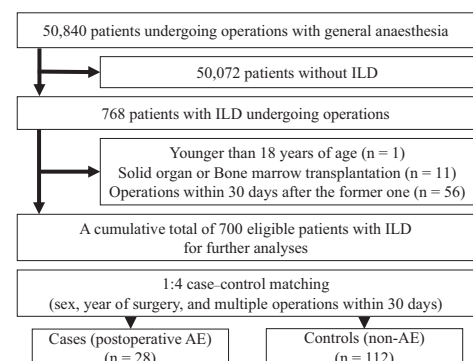 50,840 patients undergoing operations with general anaesthesia
50,072 patients without ILD
768 patients with ILD undergoing operations
Younger than 18 years of age (n = 1)
Solid organ or Bone marrow transplantation (n = 11)
Operations within 30 days after the former one (n = 56)
A cumulative total of 700 eligible patients with ILD
for further analyses
1:4 case–control matching
(sex, year of surgery, and multiple operations within 30 days)
Cases (postoperative AE)
(n = 28)
Controls (non-AE)
(n = 112)